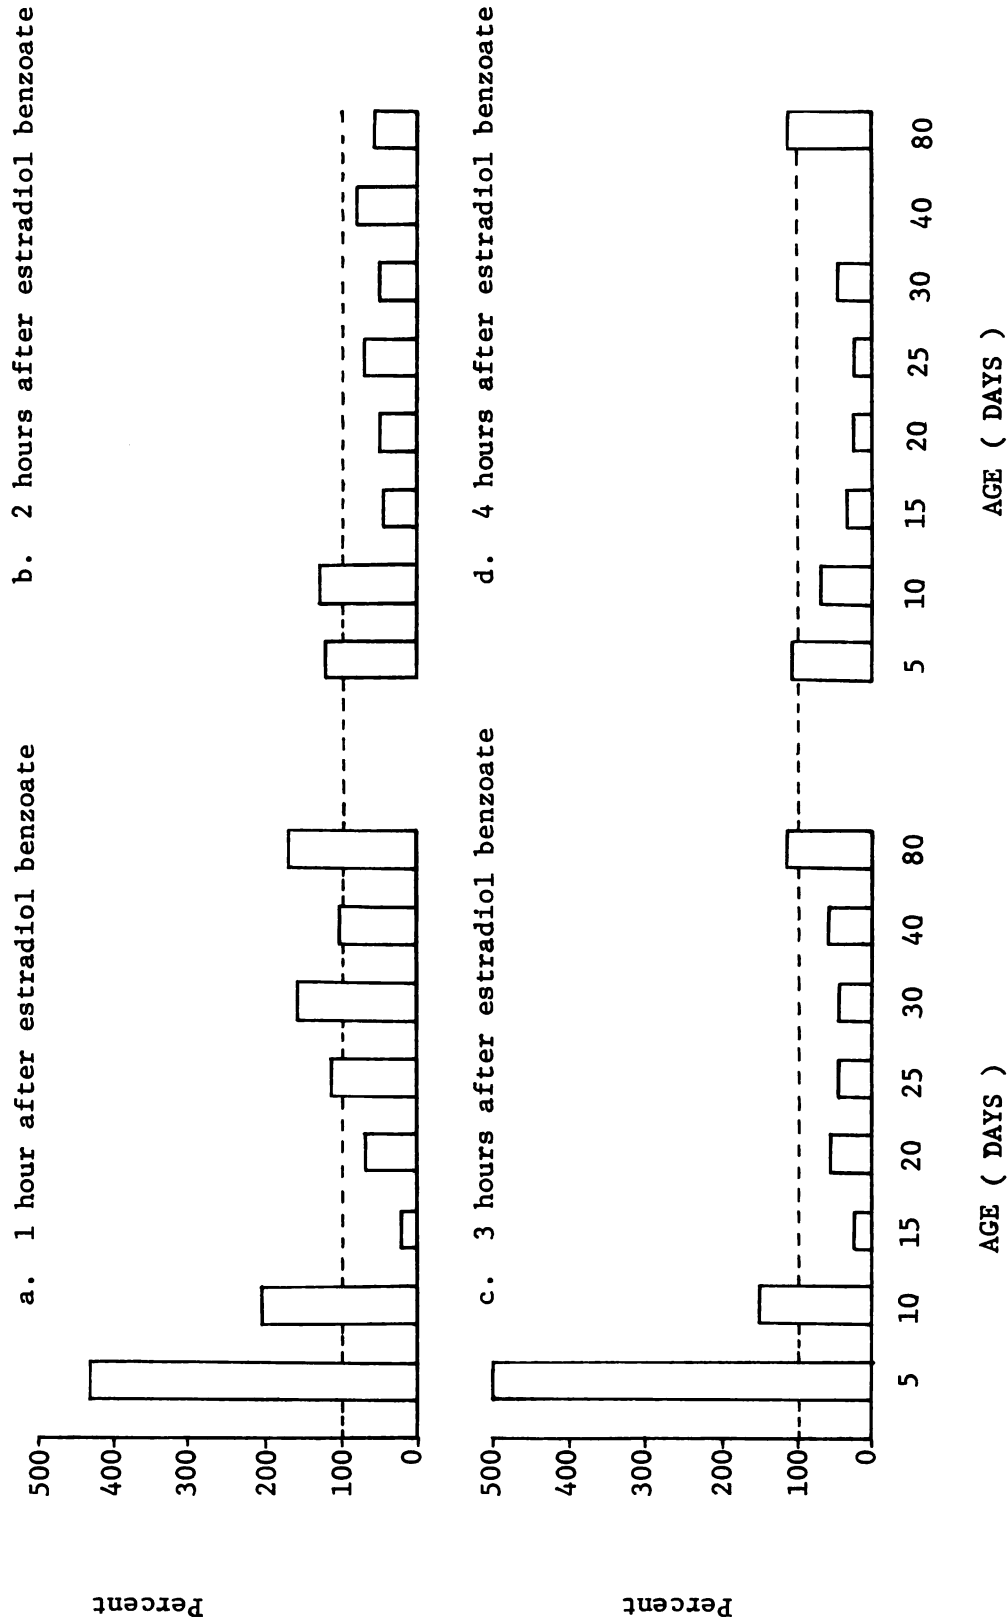 a. 1 hour after estradiol benzoate
b. 2 hours after estradiol benzoate
Percent
500
400
300
200
100
0
c. 3 hours after estradiol benzoate
d. 4 hours after estradiol benzoate
Percent
500
400
300
200
100
0
5 10 15 20 25 30 40 80
5 10 15 20 25 30 40 80
AGE ( DAYS )
AGE ( DAYS )